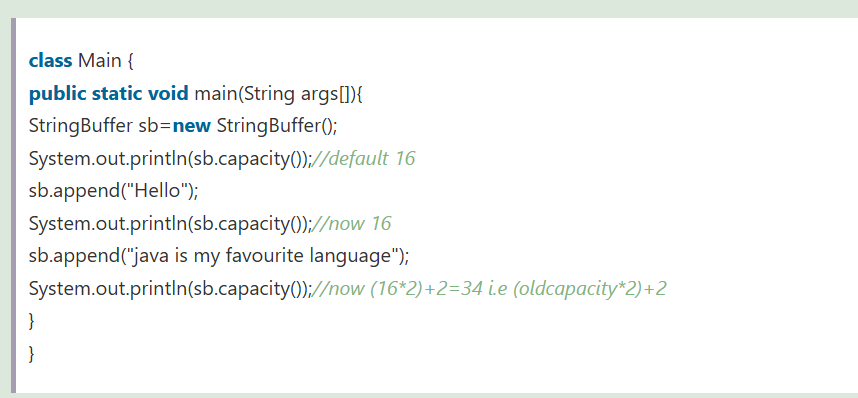 class Main {
public static void main(String args[]){
StringBuffer sb=new StringBuffer();
System.out.println(sb.capacity());//default 16
sb.append("Hello");
System.out.println(sb.capacity());//now 16
sb.append("java is my favourite language");
System.out.println(sb.capacity());//now (16*2)+2=34 i.e (oldcapacity*2)+2
}
}